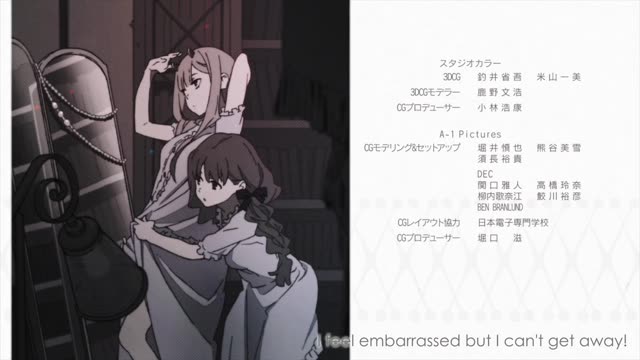 スタジオカラー
3DCG 釣井省吾 米山一美
3DCGモデラー 鹿野文浩
CGプロデューサー 小林浩康
A-1 Pictures
CGモデリング&セットアップ 堀井慎也 熊谷美雪
須長裕貴
DEC
関口雅人 高橋玲奈
柳内歌奈江 鮫川裕彦
BEN BRANLUND
CGレイアウト協力 日本電子専門学校
CGプロデューサー 堀口 滋
I feel embarrassed but I can't get away!